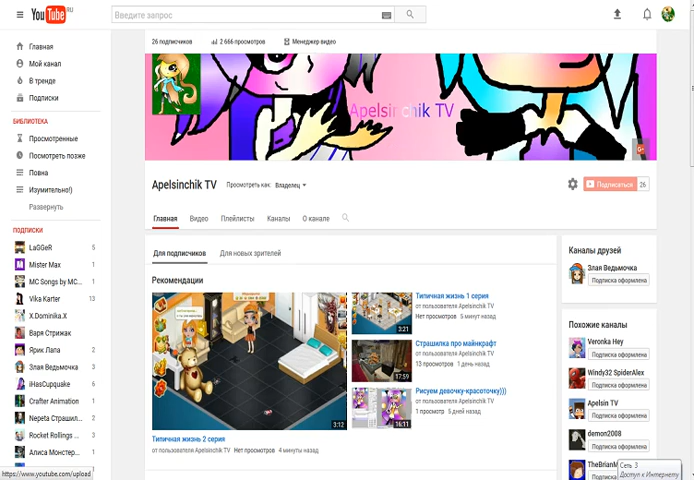 YouTube RU
Введите запрос
26 подписчиков
2 666 просмотров
Менеджер видео
Apelsinchik TV
Главная
Мой канал
В тренде
Подписки
БИБЛИОТЕКА
Просмотренные
Посмотреть позже
Повна
Изумительно!)
Развернуть
ПОДПИСКИ
LaGGeR 5
Mister Max 1
MC Songs by MC... 1
Vika Karter 13
X.Dominika.X
Варя Стрижак
Ярик Лапа 2
Злая Ведьмочка 3
iHasCupquake 6
Crafter Animation 1
Nepeta Страшил... 2
Rocket Rollings ... 3
Алиса Монстер... 1
https://www.youtube.com/upload
Apelsinchik TV
Просмотреть как: Владелец
Подписаться 26
Главная
Видео
Плейлисты
Каналы
О канале
Для подписчиков
Для новых зрителей
Рекомендации
3:12
Типичная жизнь 2 серия
от пользователя Apelsinchik TV Нет просмотров 4 минуты назад
3:21
Типичная жизнь 1 серия
от пользователя Apelsinchik TV
Нет просмотров 5 минут назад
17:59
Страшилка про майнкрафт
от пользователя Apelsinchik TV
13 просмотров 1 день назад
16:11
Рисуем девочку-красоточку)))
от пользователя Apelsinchik TV
1 просмотр 5 дней назад
Каналы друзей
Злая Ведьмочка
Подписка оформлена
Похожие каналы
Veronka Hey
Подписка оформлена
Windy32 SpiderAlex
Подписка оформлена
Apelsin TV
Подписка оформлена
demon2008
Подписка оформлена
TheBrianM
Сеть 3
Доступ к Интернету